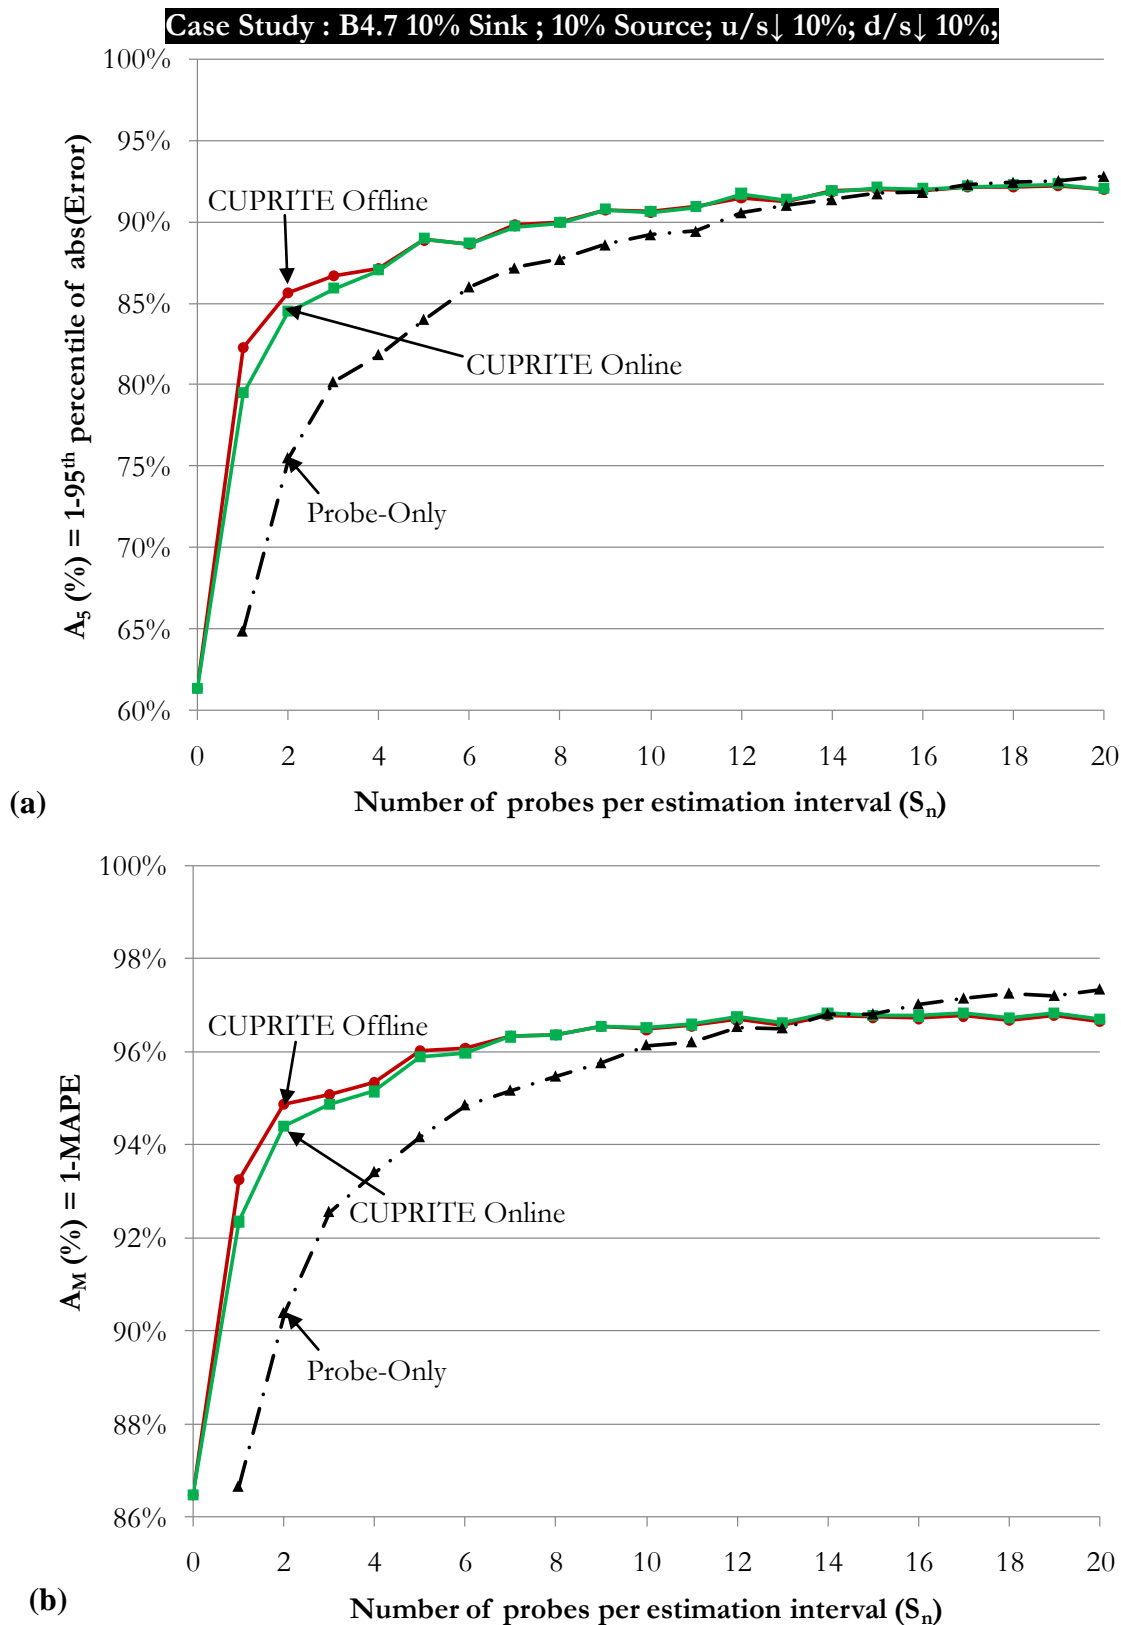 Case Study : B4.7 10% Sink ; 10% Source; u/s↓ 10%; d/s↓ 10%;
100%
95%
90%
85%
80%
75%
70%
65%
60%
A5 (%) = 1-95th percentile of abs(Error)
CUPRITE Offline
CUPRITE Online
Probe-Only
0 2 4 6 8 10 12 14 16 18 20
(a)
Number of probes per estimation interval (Sn)
100%
98%
96%
94%
92%
90%
88%
86%
AM (%) = 1-MAPE
CUPRITE Offline
CUPRITE Online
Probe-Only
0 2 4 6 8 10 12 14 16 18 20
(b)
Number of probes per estimation interval (Sn)